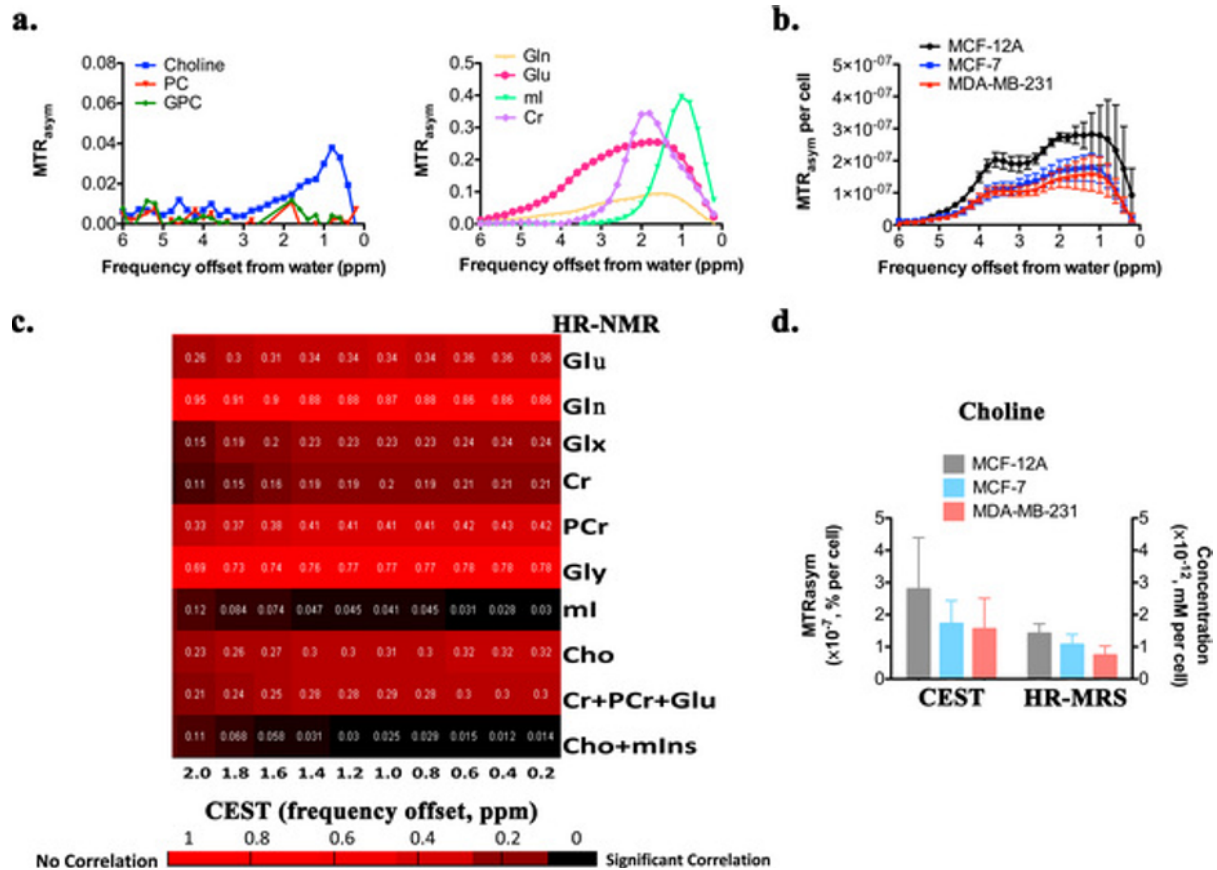 a.
b.
Choline
PC
GPC
MTRasym
0.08
0.06
0.04
0.02
0.00
6 5 4 3 2 1 0
Frequency offset from water (ppm)
Gln
Glu
mI
Cr
MTRasym
0.5
0.4
0.3
0.2
0.1
0.0
6 5 4 3 2 1 0
Frequency offset from water (ppm)
MCF-12A
MCF-7
MDA-MB-231
MTRasym per cell
5×10-07
4×10-07
3×10-07
2×10-07
1×10-07
0
6 5 4 3 2 1 0
Frequency offset from water (ppm)
c.
HR-NMR
0.26 0.3 0.31 0.34 0.34 0.34 0.34 0.36 0.36 0.36 Glu
0.95 0.91 0.9 0.88 0.88 0.87 0.88 0.86 0.86 0.86 Gln
0.15 0.19 0.2 0.23 0.23 0.23 0.23 0.24 0.24 0.24 Glx
0.11 0.15 0.16 0.19 0.19 0.2 0.19 0.21 0.21 0.21 Cr
0.33 0.37 0.38 0.41 0.41 0.41 0.41 0.42 0.43 0.42 PCr
0.69 0.73 0.74 0.76 0.77 0.77 0.77 0.78 0.78 0.78 Gly
0.12 0.084 0.074 0.047 0.045 0.041 0.045 0.031 0.028 0.03 mI
0.23 0.26 0.27 0.3 0.3 0.31 0.3 0.32 0.32 0.32 Cho
0.21 0.24 0.25 0.28 0.28 0.29 0.28 0.3 0.3 0.3 Cr+PCr+Glu
0.11 0.068 0.058 0.031 0.03 0.025 0.029 0.015 0.012 0.014 Cho+mIns
2.0 1.8 1.6 1.4 1.2 1.0 0.8 0.6 0.4 0.2
CEST (frequency offset, ppm)
1 0.8 0.6 0.4 0.2 0
No Correlation
Significant Correlation
d.
Choline
MCF-12A
MCF-7
MDA-MB-231
MTRasym
(x10-7, % per cell)
5
4
3
2
1
0
CEST HR-MRS
5
4
3
2
1
0
Concentration
(x10-12, mM per cell)